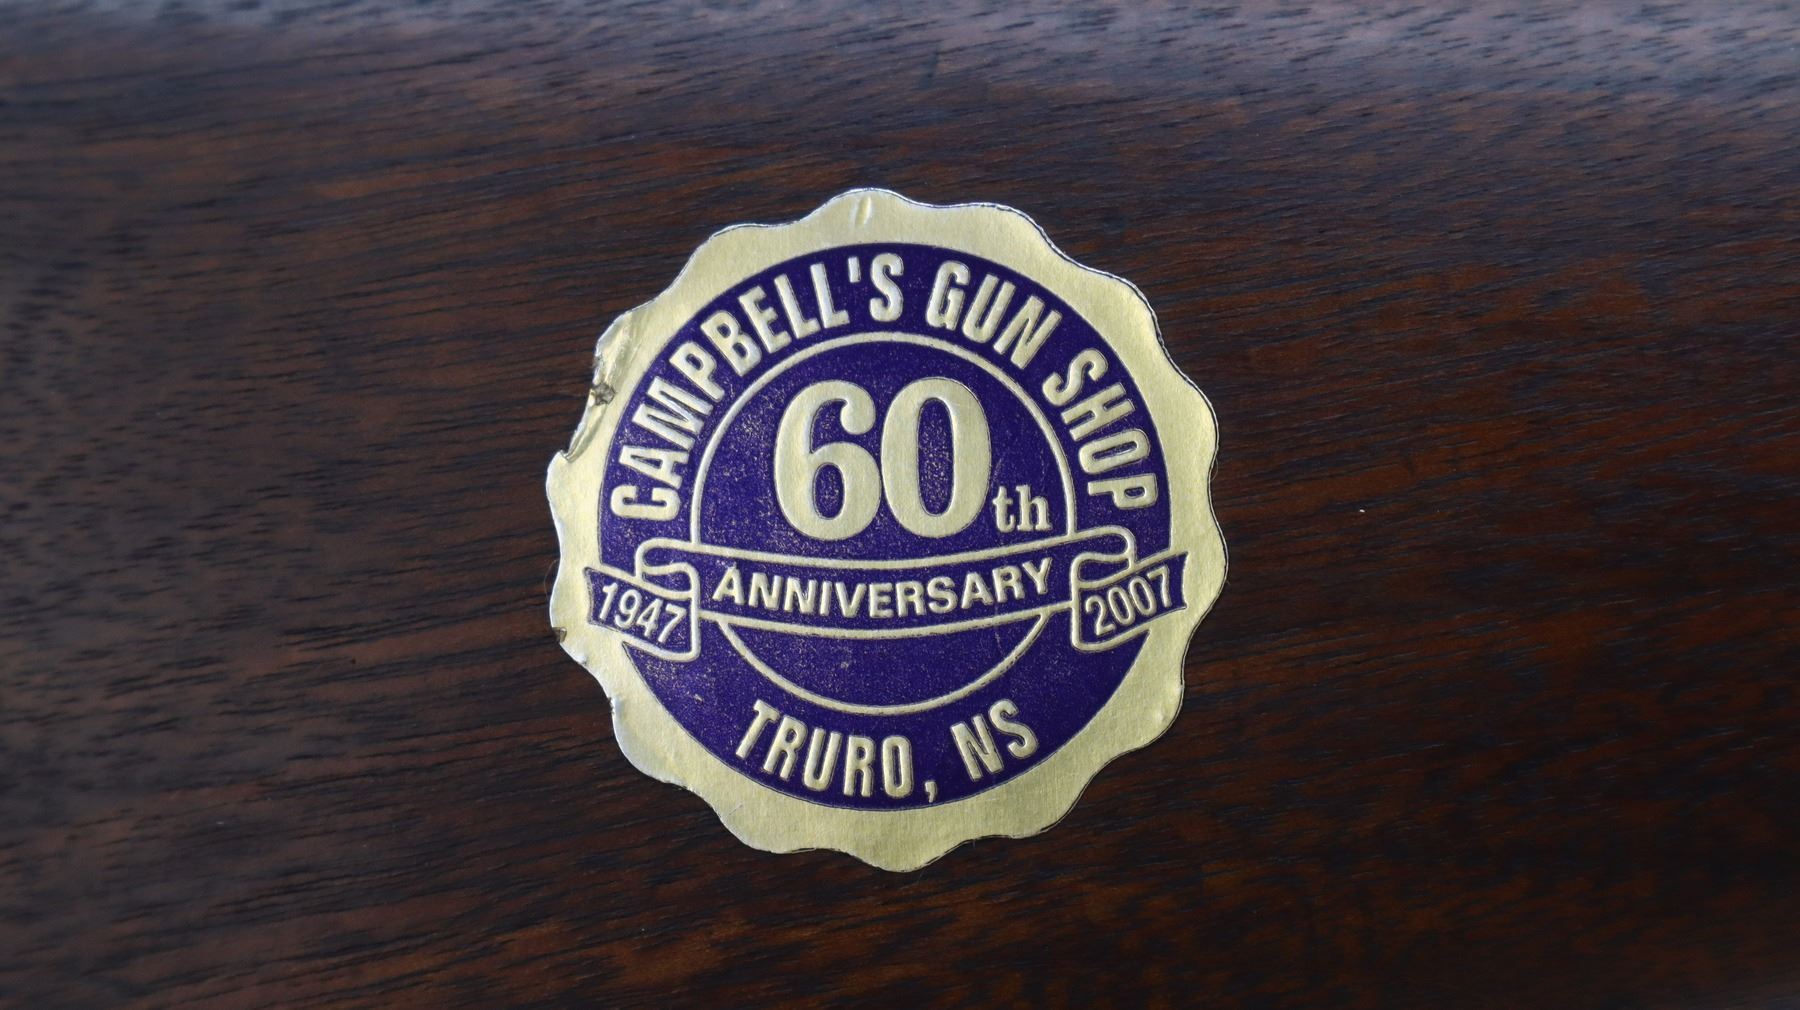 CAMPBELL'S GUN SHOP
60th
ANNIVERSARY
1947
2007
TRURO, NS